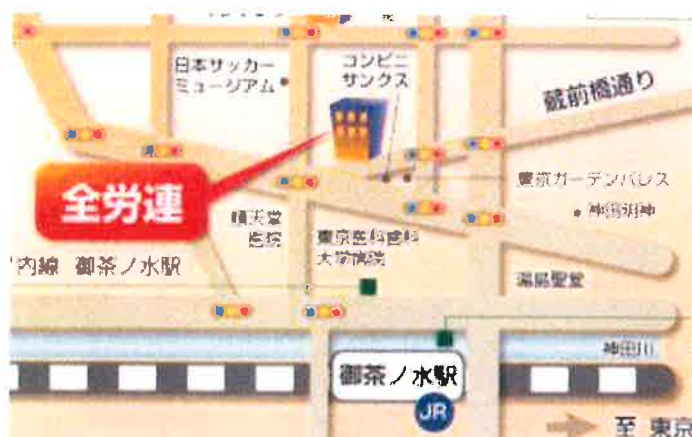 日本サッカー
ミュージアム
コンビニ
サンクス
蔵前橋通り
全労連
東京ガーデンパレス
神田明神
順天堂
医院
東京医科歯科
大学病院
内線 御茶ノ水駅
湯島聖堂
神田川
御茶ノ水駅
JR
至 東京